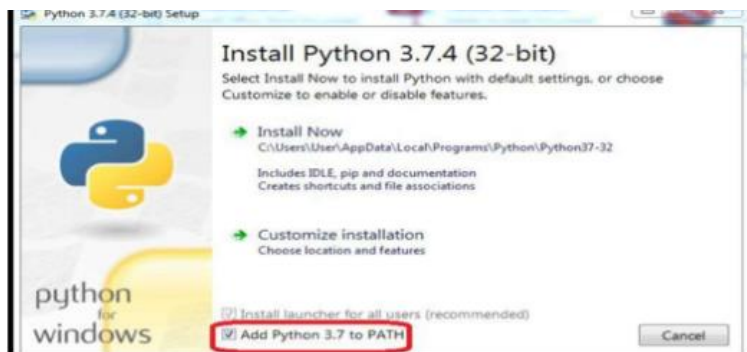 Python 3.7.4 (32-bit) Setup
Install Python 3.7.4 (32-bit)
Select Install Now to install Python with default settings, or choose
Customize to enable or disable features.
Install Now
C:\Users\User\AppData\Local\Programs\Python\Python37-32
Includes IDLE, pip and documentation
Creates shortcuts and file associations
Customize installation
Choose location and features
python
for
windows
Install launcher for all users (recommended)
Add Python 3.7 to PATH
Cancel